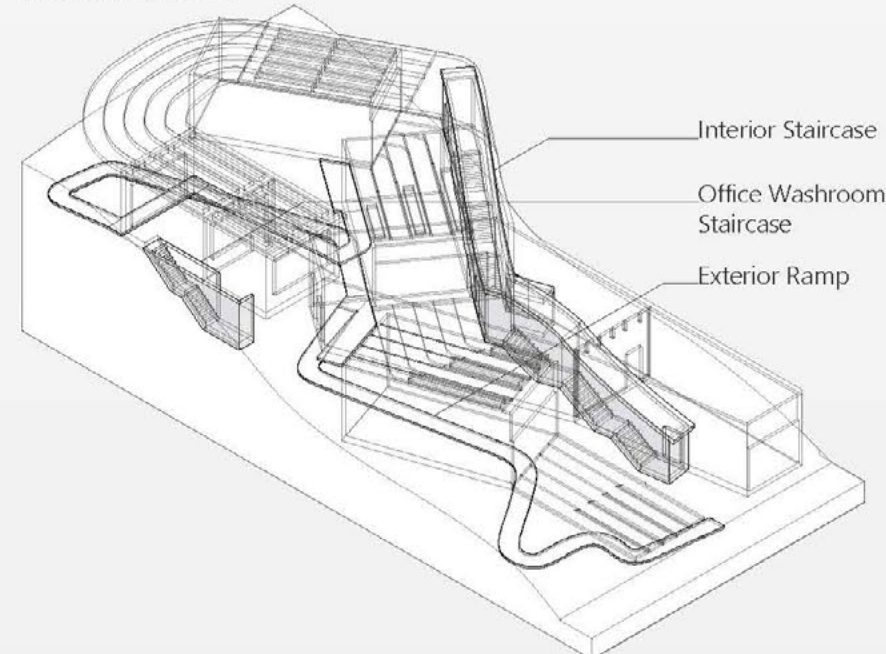 Interior Staircase
Office Washroom
Staircase
Exterior Ramp